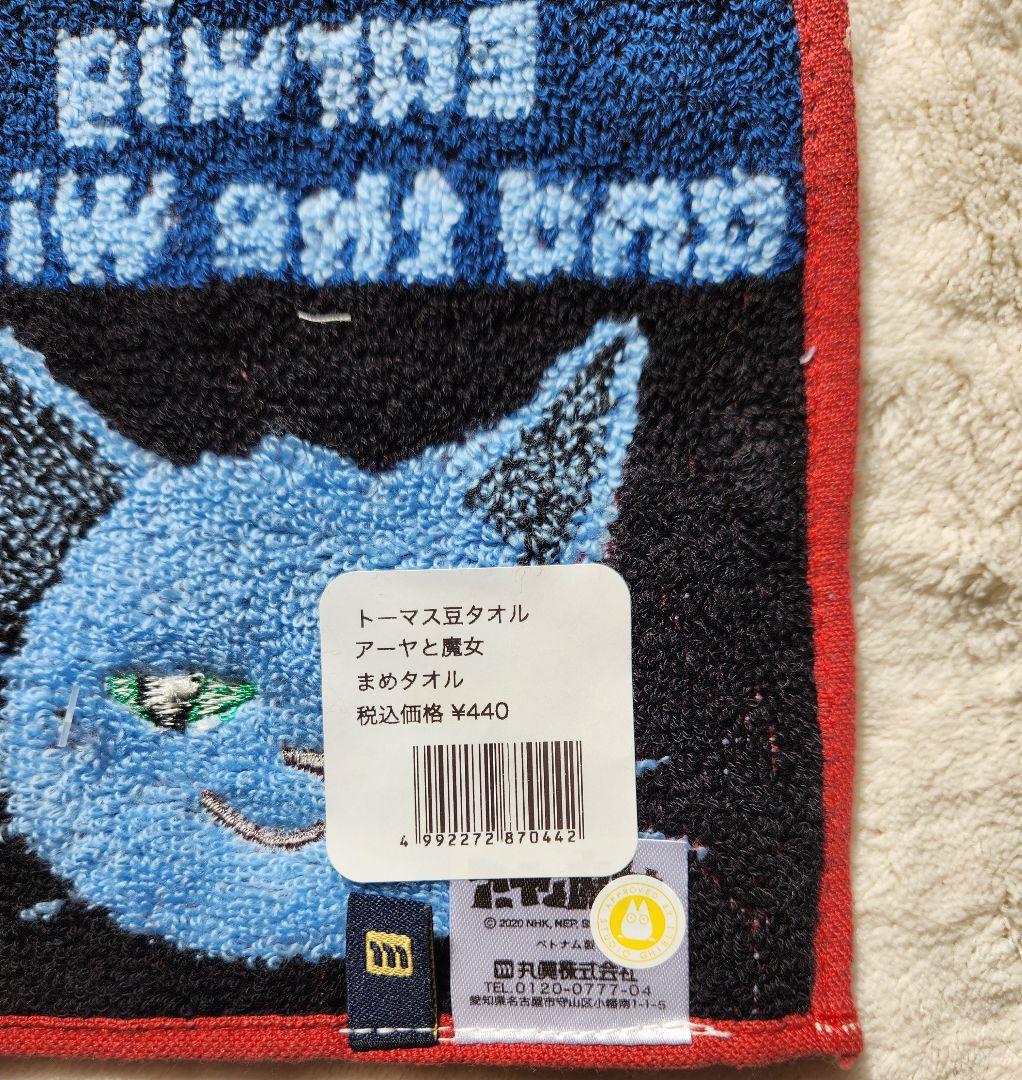 Earwig
and the Wi
トーマス豆タオル
アーヤと魔女
まめタオル
税込価格 ¥440
4 992272 870442
© 2020 NHK, NEP, S
ベトナム製
m 丸眞株式会社
TEL.0120-0777-04
愛知県名古屋市守山区小幡南1-1-5
APPROVED BY
GHIBLI
m